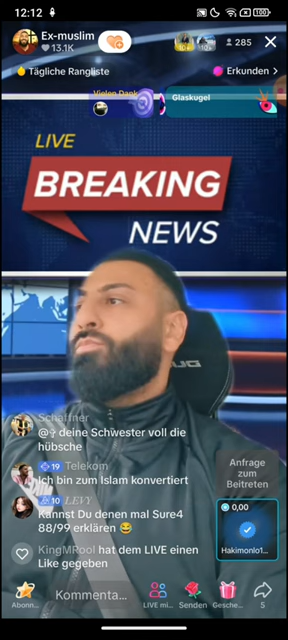 12:12
100
Ex-muslim
13.1K
10+
285
Tägliche Rangliste
Erkunden
Vielen Dank
Glaskugel
LIVE
BREAKING
NEWS
Schaffner
deine Schwester voll die
hübsche
19 Telekom
Ich bin zum Islam konvertiert
10 LEVY
Kannst Du denen mal Sure4
88/99 erklären 😂
KingMRool hat dem LIVE einen
Like gegeben
Anfrage
zum
Beitreten
0,00
Hakimonlo1...
Kommenta...
Abonn...
LIVE mi...
Senden
Gesche...
5